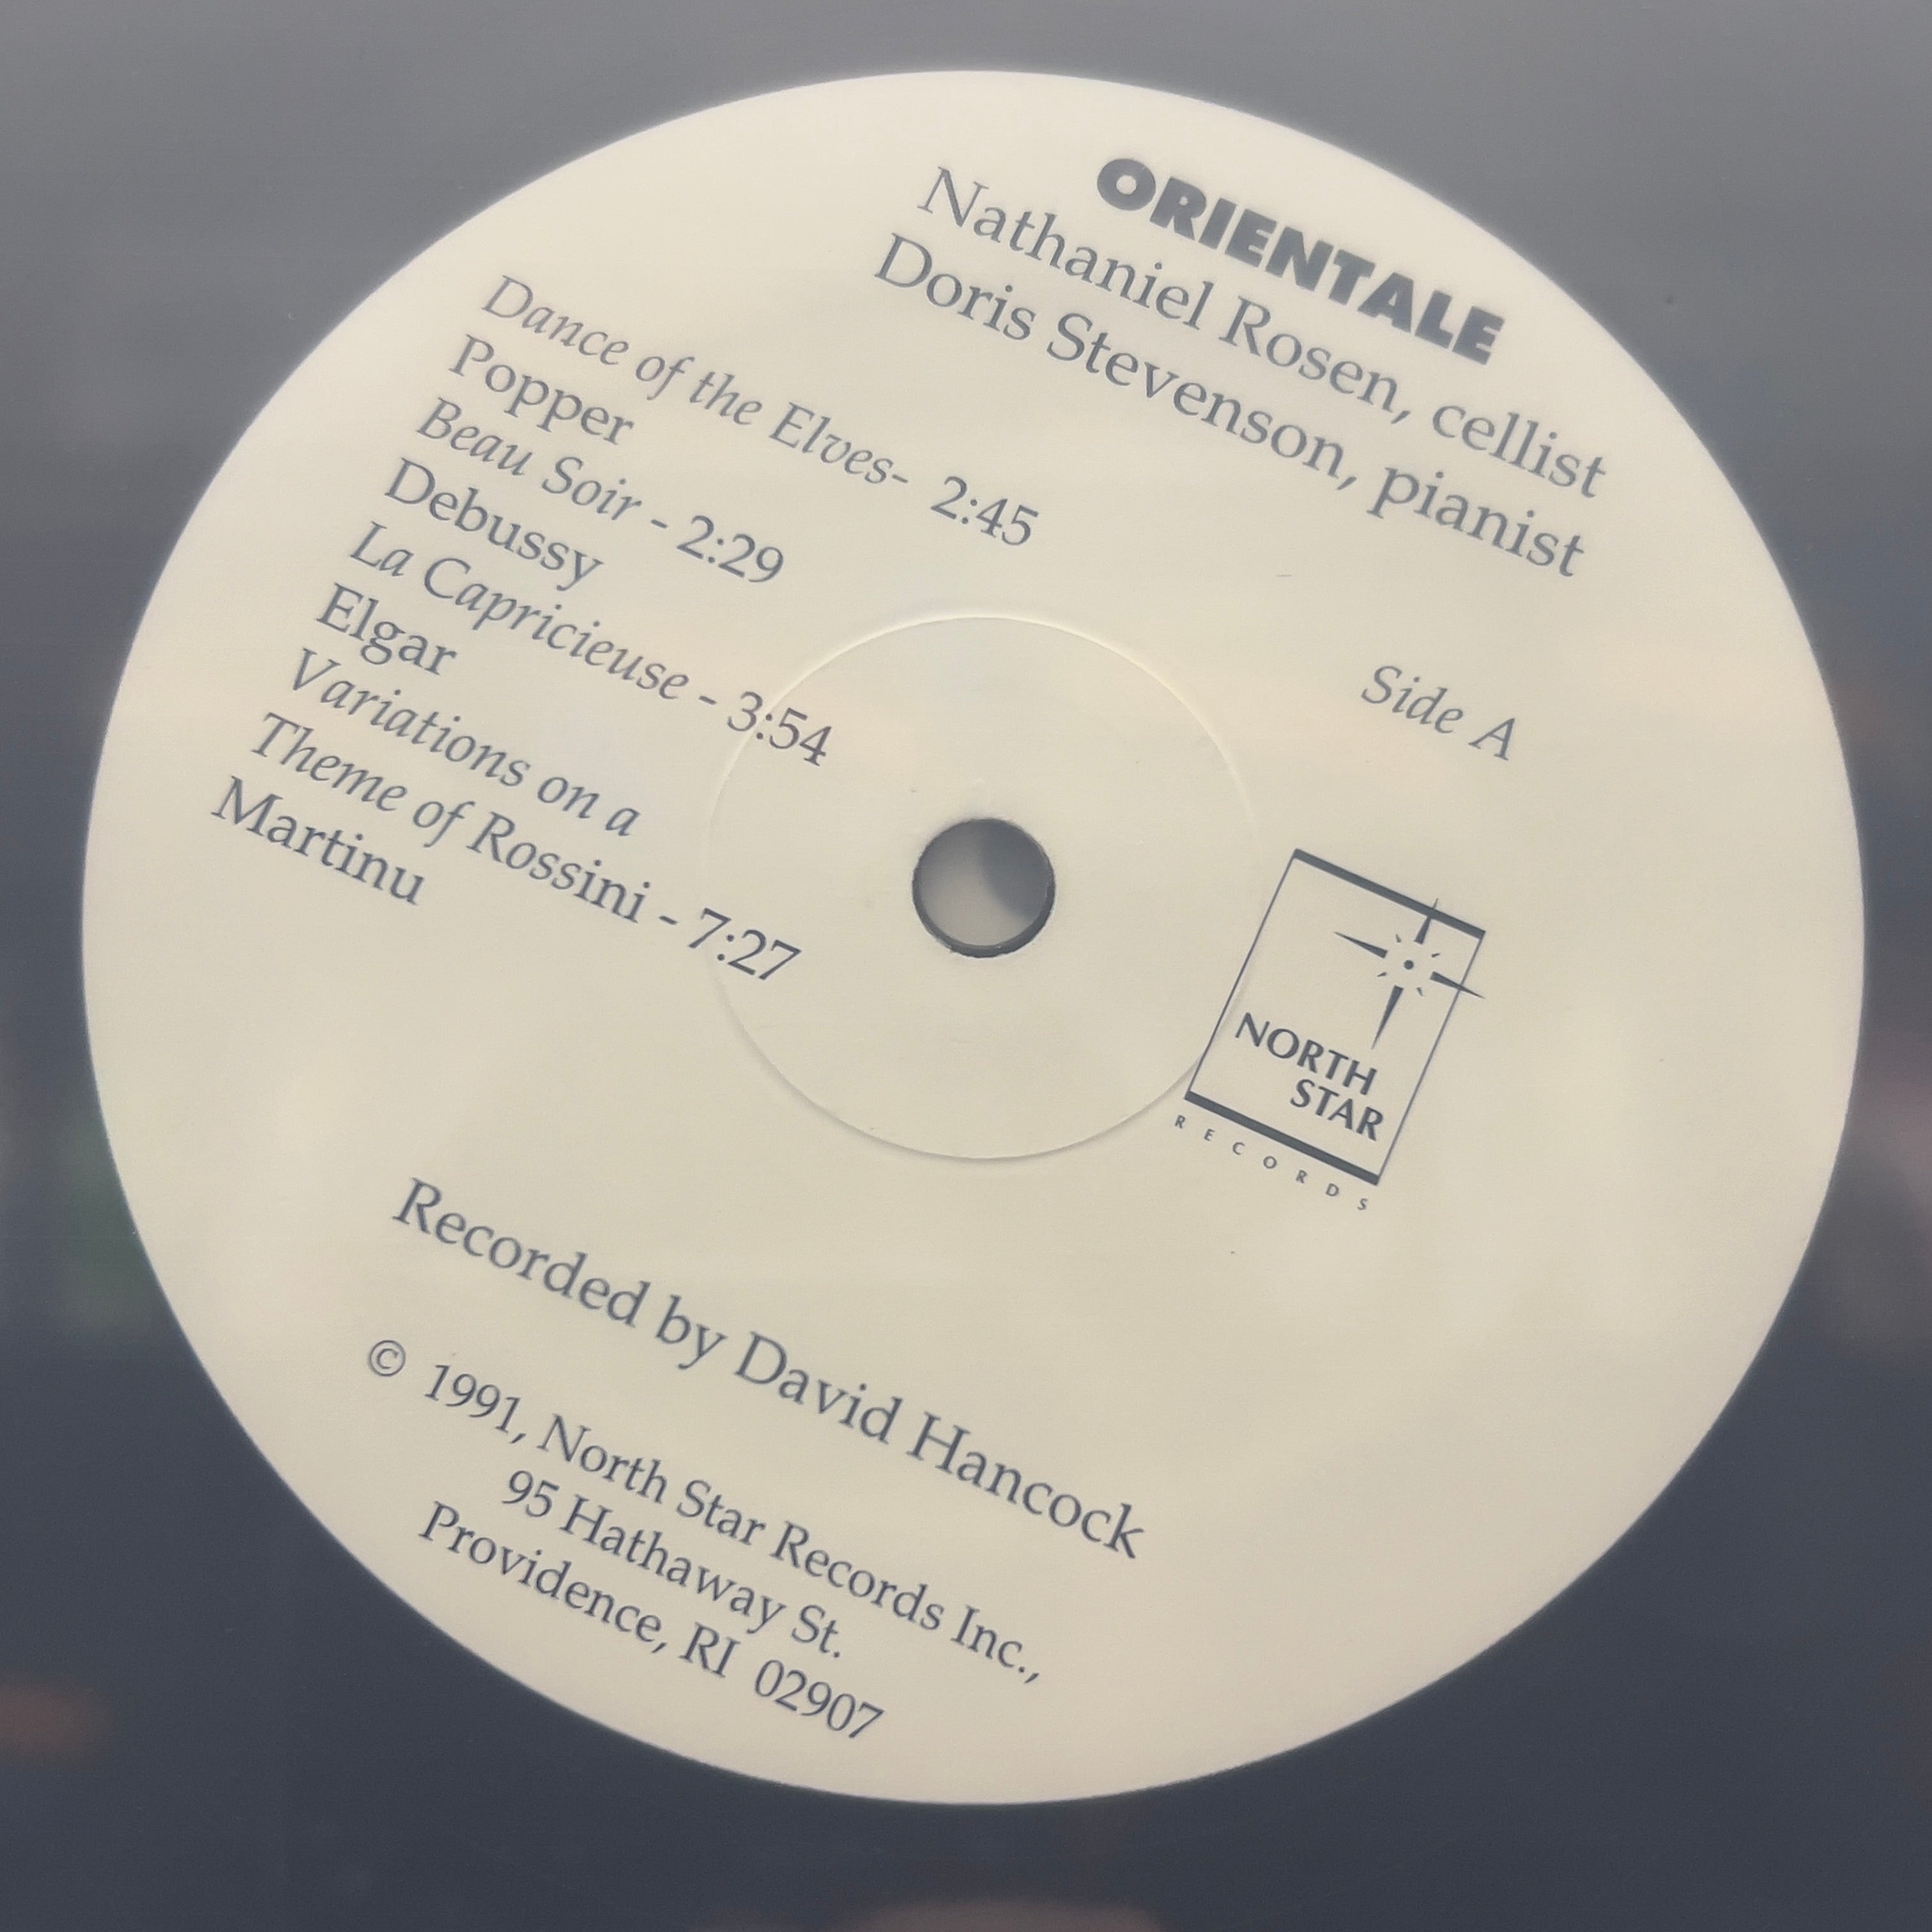 ORIENTALE
Nathaniel Rosen, cellist
Doris Stevenson, pianist
Dance of the Elves- 2:45
Popper
Beau Soir - 2:29
Debussy
La Capricieuse - 3:54
Elgar
Variations on a
Theme of Rossini - 7:27
Martinu
Side A
NORTH
STAR
RECORDS
Recorded by David Hancock
© 1991, North Star Records Inc.,
95 Hathaway St.
Providence, RI 02907